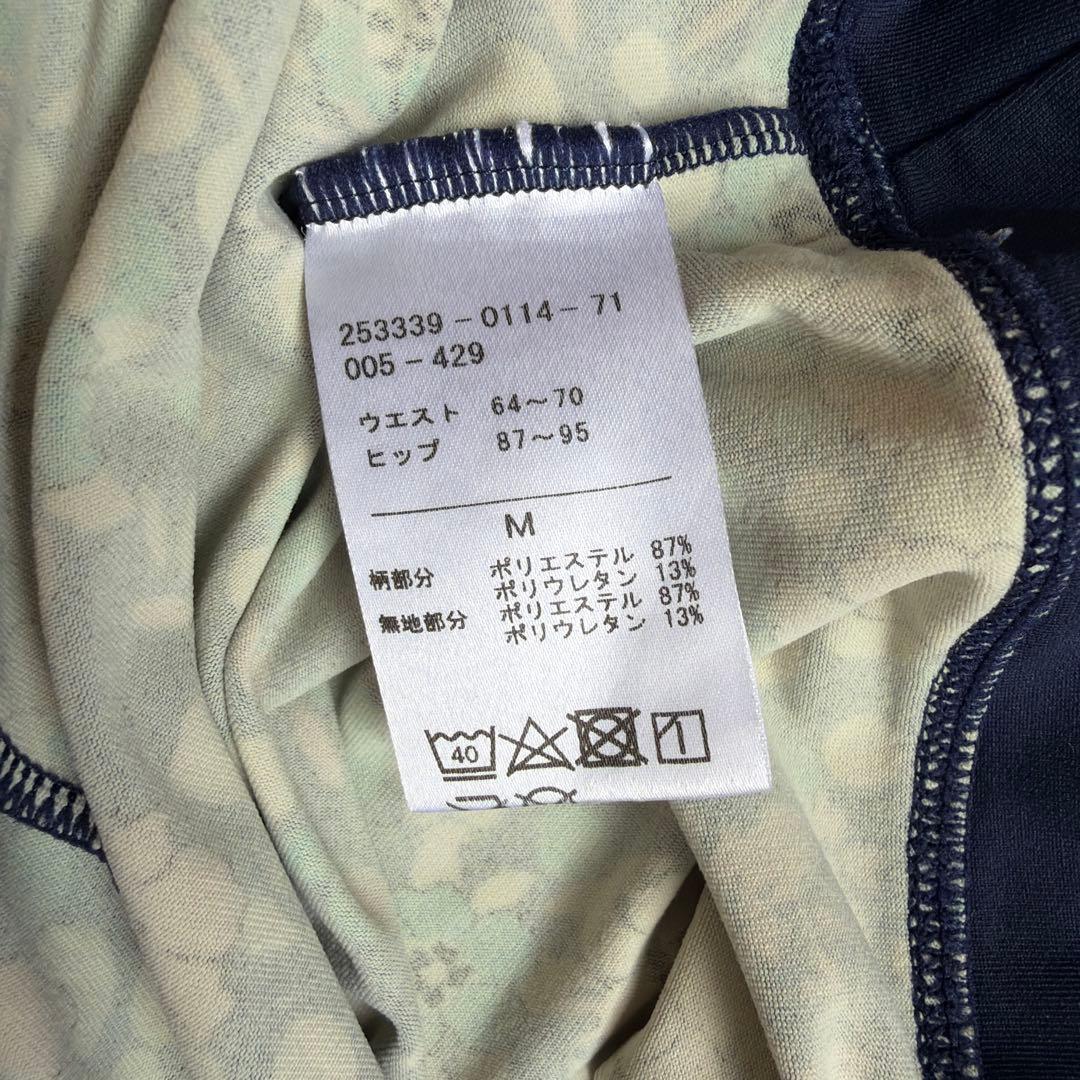 253339-0114-71
005-429
ウエスト 64～70
ヒップ 87～95
M
柄部分 ポリエステル 87%
ポリウレタン 13%
無地部分 ポリエステル 87%
ポリウレタン 13%
40